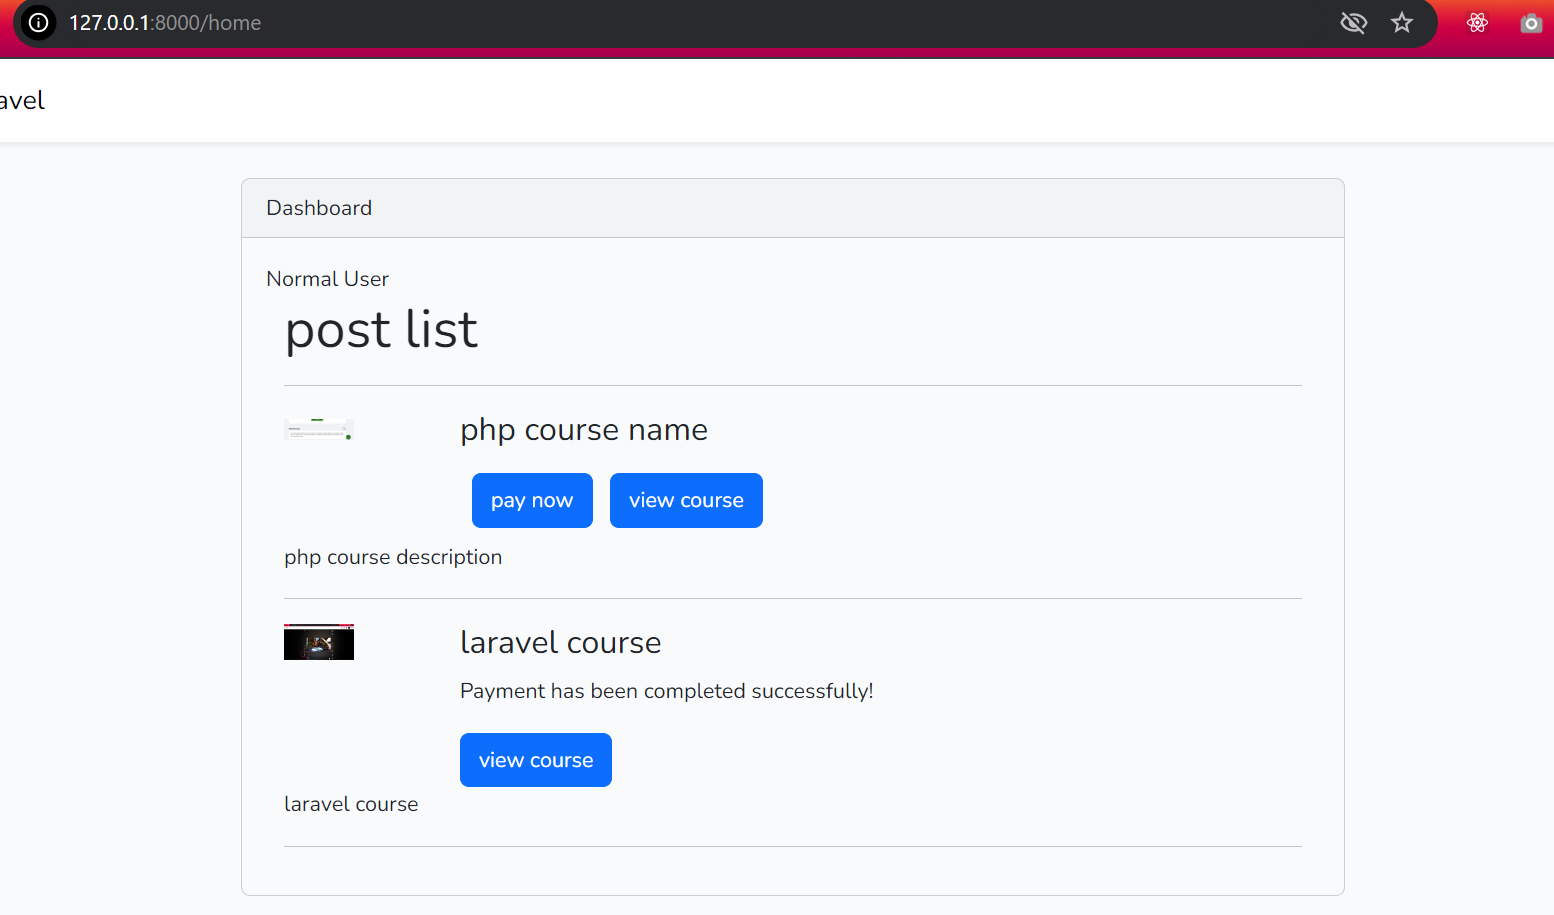 127.0.0.1:8000/home
avel
Dashboard
Normal User
post list
php course name
pay now view course
php course description
laravel course
Payment has been completed successfully!
view course
laravel course